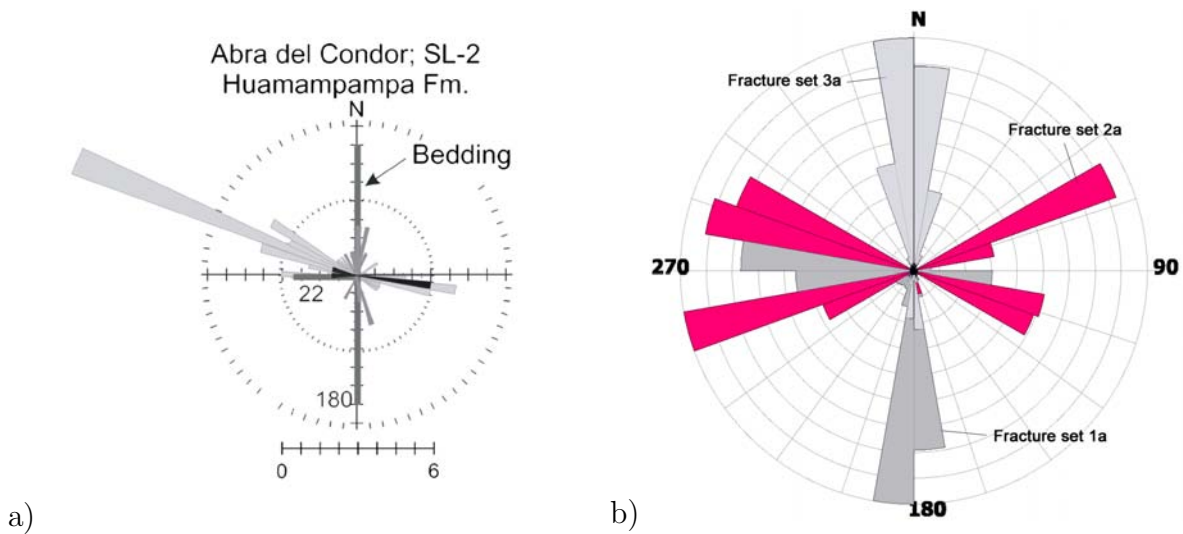 Abra del Condor; SL-2
Huamampampa Fm.
N
Bedding
22
180
0 6
a)
N
Fracture set 3a
Fracture set 2a
270
90
Fracture set 1a
180
b)